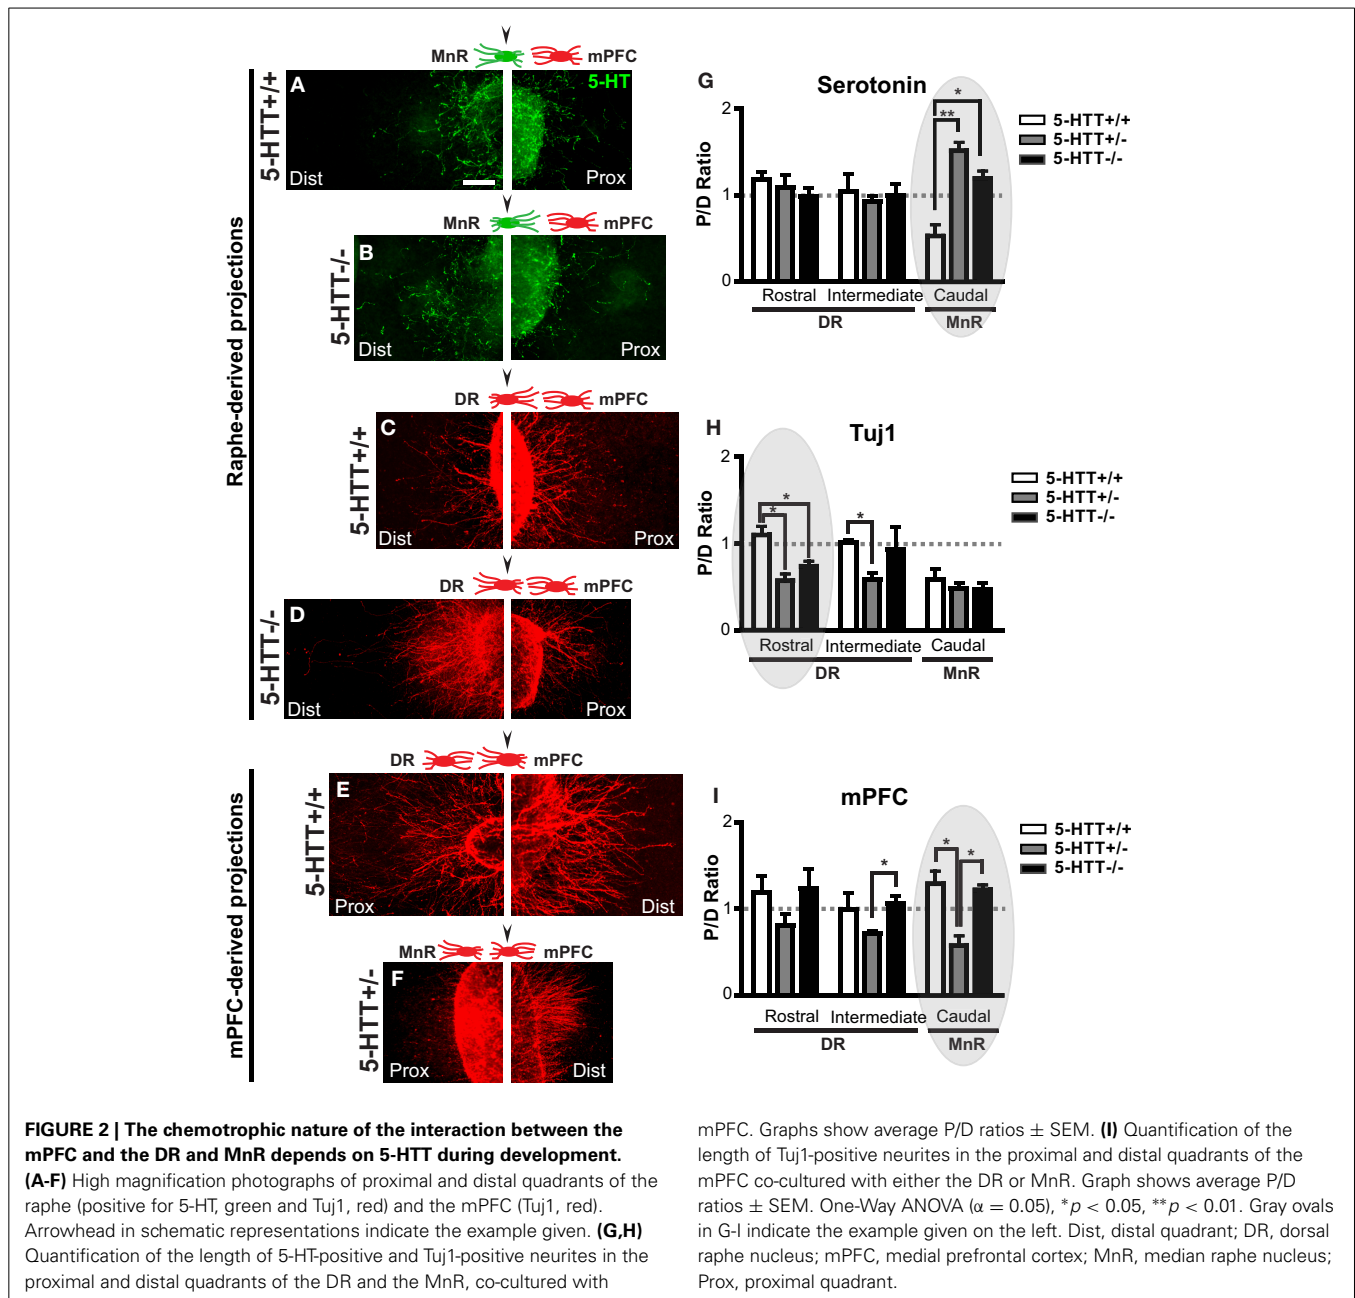 MnR mPFC
Raphe-derived projections
5-HTT+/+
A
5-HT
Dist
Prox
MnR mPFC
5-HTT-/-
B
Dist
Prox
DR mPFC
5-HTT+/+
C
Dist
Prox
DR mPFC
5-HTT-/-
D
Dist
Prox
mPFC-derived projections
DR mPFC
5-HTT+/+
E
Prox
Dist
MnR mPFC
5-HTT+/-
F
Prox
Dist
G
Serotonin
P/D Ratio
2
1
0
**
*
5-HTT+/+
5-HTT+/-
5-HTT-/-
Rostral Intermediate Caudal
DR MnR
H
Tuj1
P/D Ratio
2
1
0
*
*
*
5-HTT+/+
5-HTT+/-
5-HTT-/-
Rostral Intermediate Caudal
DR MnR
I
mPFC
P/D Ratio
2
1
0
*
*
*
5-HTT+/+
5-HTT+/-
5-HTT-/-
Rostral Intermediate Caudal
DR MnR
FIGURE 2 | The chemotrophic nature of the interaction between the
mPFC and the DR and MnR depends on 5-HTT during development.
(A-F) High magnification photographs of proximal and distal quadrants of the
raphe (positive for 5-HT, green and Tuj1, red) and the mPFC (Tuj1, red).
Arrowhead in schematic representations indicate the example given. (G,H)
Quantification of the length of 5-HT-positive and Tuj1-positive neurites in the
proximal and distal quadrants of the DR and the MnR, co-cultured with
mPFC. Graphs show average P/D ratios ± SEM. (I) Quantification of the
length of Tuj1-positive neurites in the proximal and distal quadrants of the
mPFC co-cultured with either the DR or MnR. Graph shows average P/D
ratios ± SEM. One-Way ANOVA (α = 0.05), *p < 0.05, **p < 0.01. Gray ovals
in G-I indicate the example given on the left. Dist, distal quadrant; DR, dorsal
raphe nucleus; mPFC, medial prefrontal cortex; MnR, median raphe nucleus;
Prox, proximal quadrant.